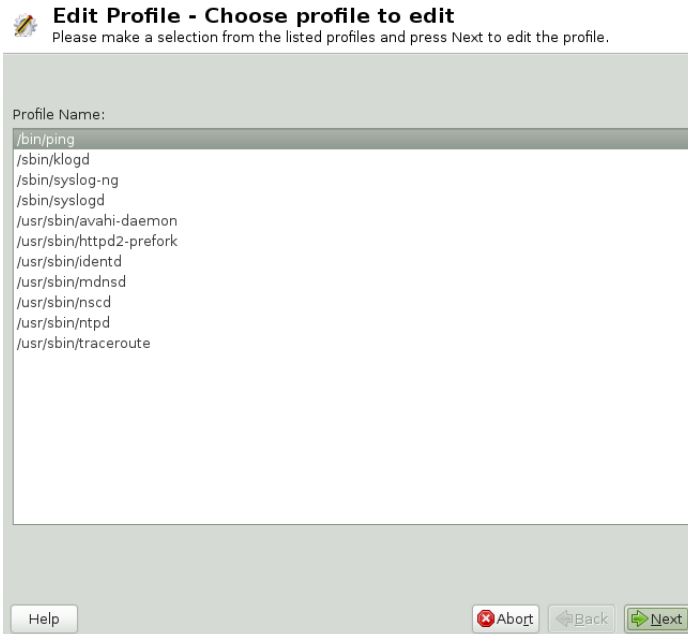 Edit Profile - Choose profile to edit
Please make a selection from the listed profiles and press Next to edit the profile.
Profile Name:
/bin/ping
/sbin/klogd
/sbin/syslog-ng
/sbin/syslogd
/usr/sbin/avahi-daemon
/usr/sbin/httpd2-prefork
/usr/sbin/identd
/usr/sbin/mdnsd
/usr/sbin/nscd
/usr/sbin/ntpd
/usr/sbin/traceroute
Help Abort Back Next